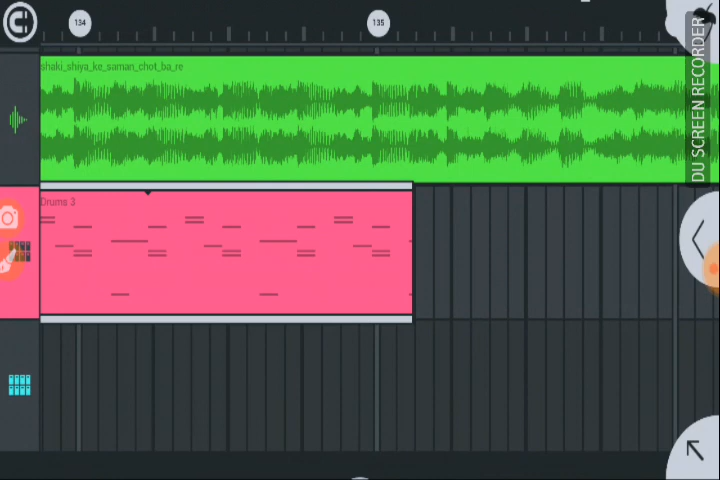 134
135
shaki_shiya_ke_saman_chot_ba_re
Drums 3
DU SCREEN RECORDER